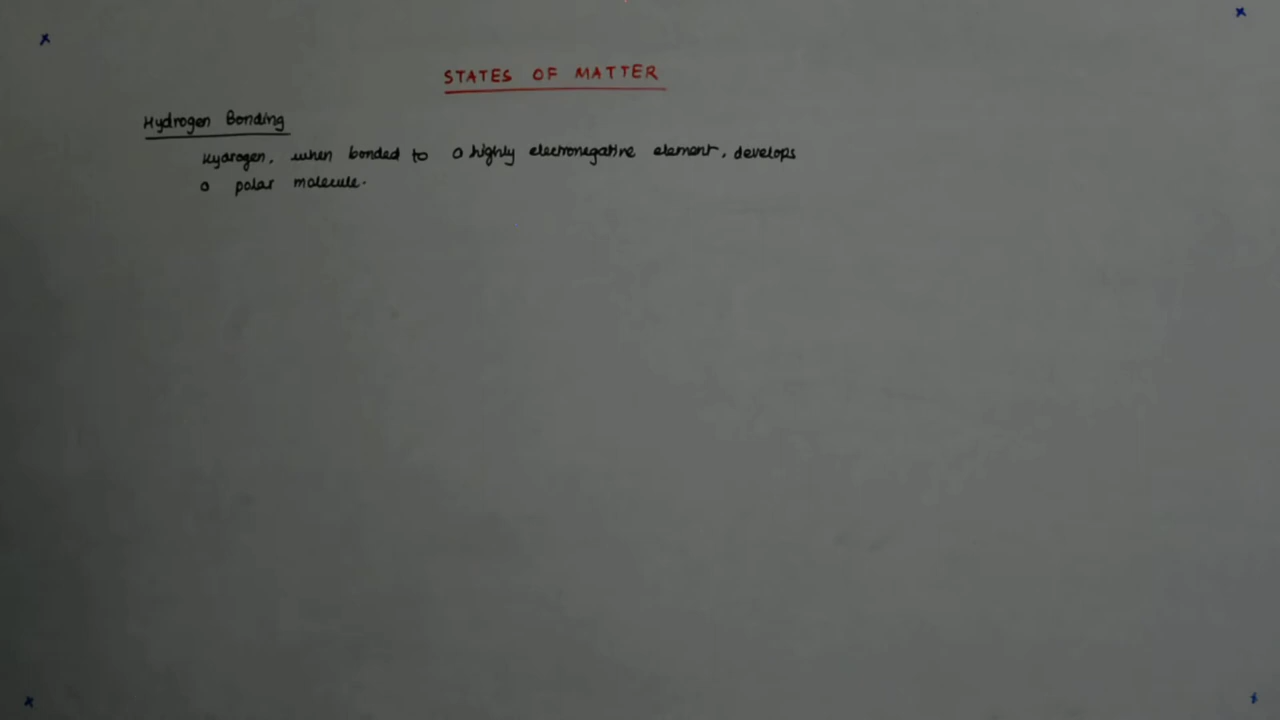 STATES OF MATTER
Hydrogen Bonding
Hydrogen, when bonded to a highly electronegative element, develops
a polar molecule.